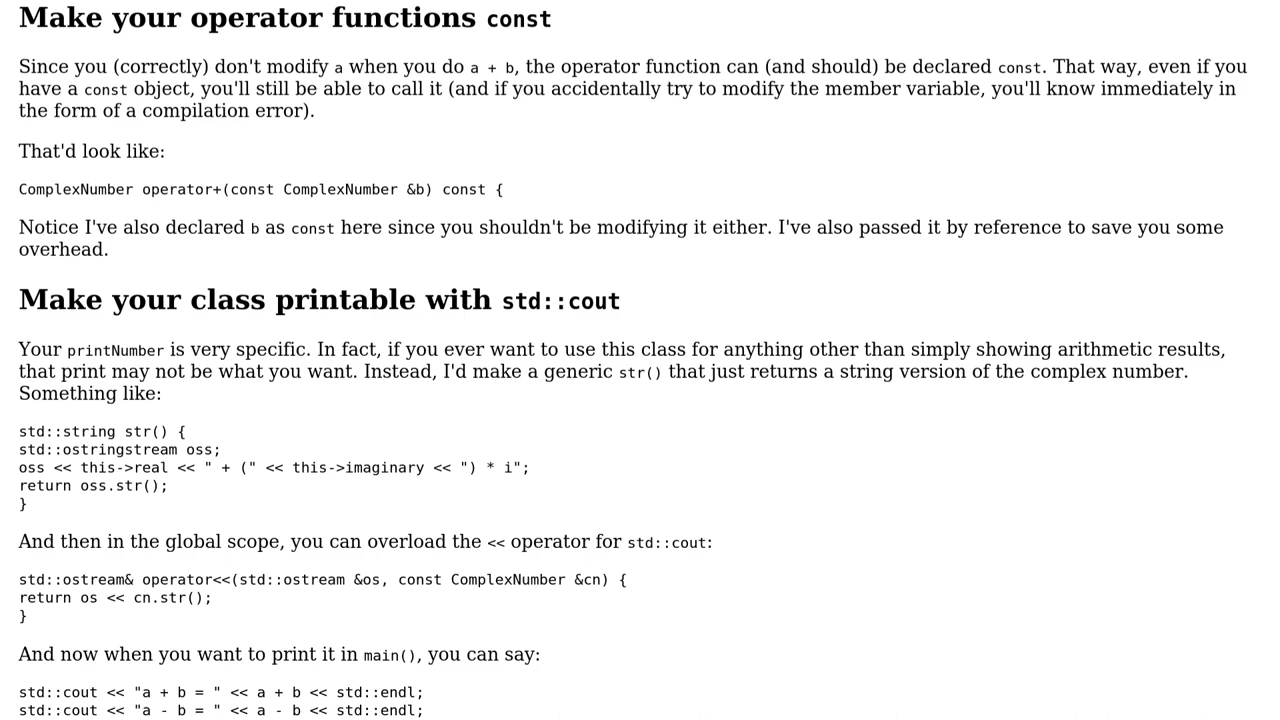 Make your operator functions const
Since you (correctly) don't modify a when you do a + b, the operator function can (and should) be declared const. That way, even if you
have a const object, you'll still be able to call it (and if you accidentally try to modify the member variable, you'll know immediately in
the form of a compilation error).
That'd look like:
ComplexNumber operator+(const ComplexNumber &b) const {
Notice I've also declared b as const here since you shouldn't be modifying it either. I've also passed it by reference to save you some
overhead.
Make your class printable with std::cout
Your printNumber is very specific. In fact, if you ever want to use this class for anything other than simply showing arithmetic results,
that print may not be what you want. Instead, I'd make a generic str() that just returns a string version of the complex number.
Something like:
std::string str() {
std::ostringstream oss;
oss << this->real << " + (" << this->imaginary << ") * i";
return oss.str();
}
And then in the global scope, you can overload the << operator for std::cout:
std::ostream& operator<<(std::ostream &os, const ComplexNumber &cn) {
return os << cn.str();
}
And now when you want to print it in main(), you can say:
std::cout << "a + b = " << a + b << std::endl;
std::cout << "a - b = " << a - b << std::endl;